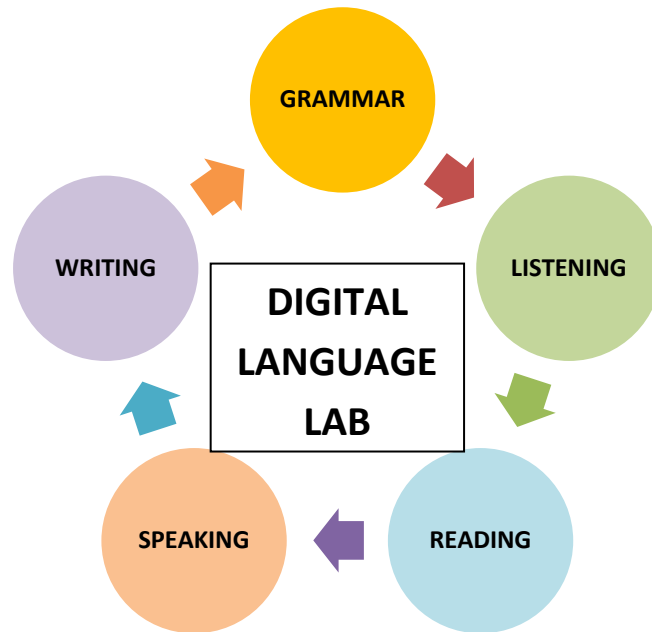 GRAMMAR
WRITING
LISTENING
DIGITAL
LANGUAGE
LAB
SPEAKING
READING